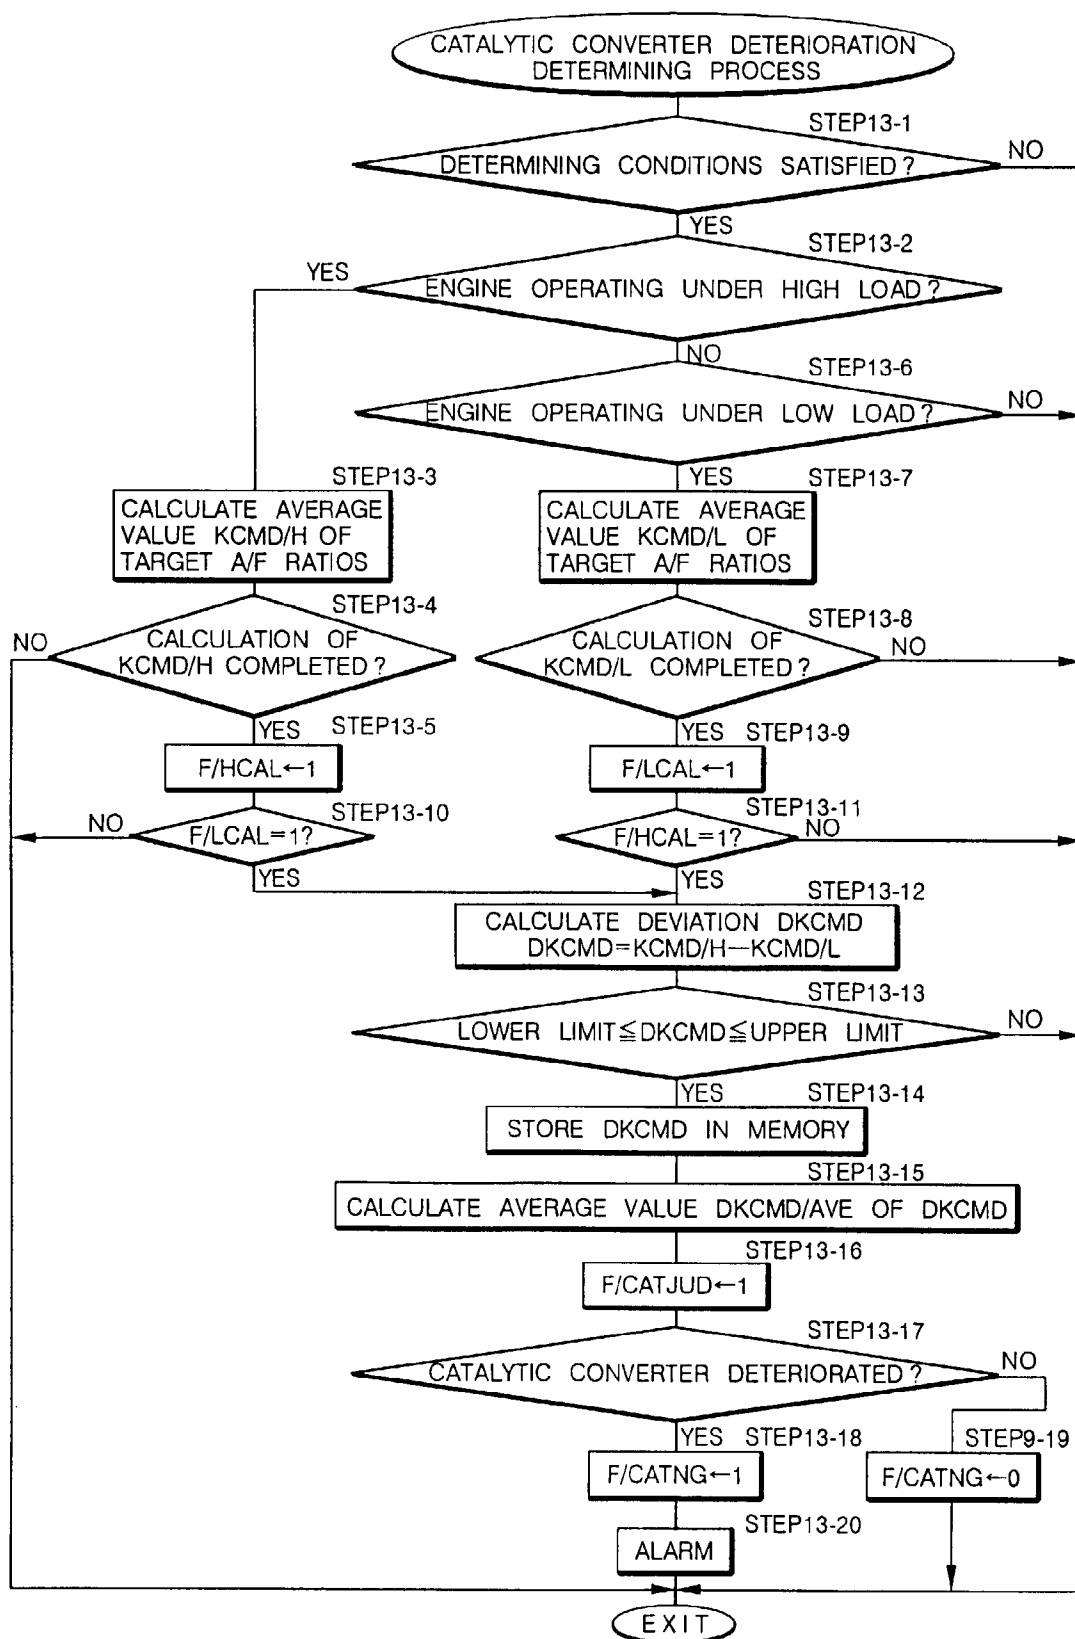 CATALYTIC CONVERTER DETERIORATION
DETERMINING PROCESS
STEP13-1
DETERMINING CONDITIONS SATISFIED?
NO
YES
STEP13-2
YES
ENGINE OPERATING UNDER HIGH LOAD?
NO
STEP13-6
ENGINE OPERATING UNDER LOW LOAD?
NO
STEP13-3
YES
STEP13-7
CALCULATE AVERAGE
VALUE KCMD/H OF
TARGET A/F RATIOS
CALCULATE AVERAGE
VALUE KCMD/L OF
TARGET A/F RATIOS
STEP13-4
STEP13-8
NO
CALCULATION OF
KCMD/H COMPLETED?
CALCULATION OF
KCMD/L COMPLETED?
NO
YES
STEP13-5
YES
STEP13-9
F/HCAL←1
F/LCAL←1
STEP13-10
STEP13-11
NO
F/LCAL=1?
F/HCAL=1?
NO
YES
YES
STEP13-12
CALCULATE DEVIATION DKCMD
DKCMD=KCMD/H—KCMD/L
STEP13-13
LOWER LIMIT≦DKCMD≦UPPER LIMIT
NO
YES
STEP13-14
STORE DKCMD IN MEMORY
STEP13-15
CALCULATE AVERAGE VALUE DKCMD/AVE OF DKCMD
STEP13-16
F/CATJUD←1
STEP13-17
CATALYTIC CONVERTER DETERIORATED?
NO
YES
STEP13-18
STEP9-19
F/CATNG←1
F/CATNG←0
STEP13-20
ALARM
EXIT